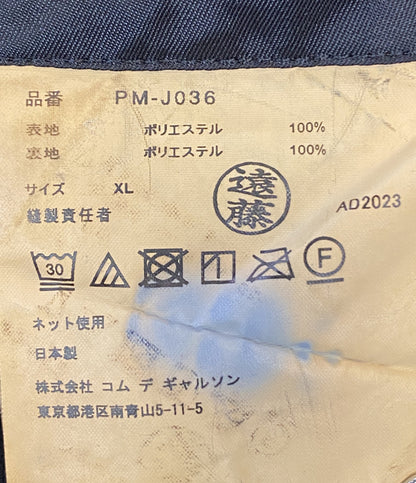 品番 PM-J036
表地 ポリエステル 100%
裏地 ポリエステル 100%
サイズ XL
遠藤
縫製責任者
AD2023
30
F
ネット使用
日本製
株式会社 コム デ ギャルソン
東京都港区南青山5-11-5